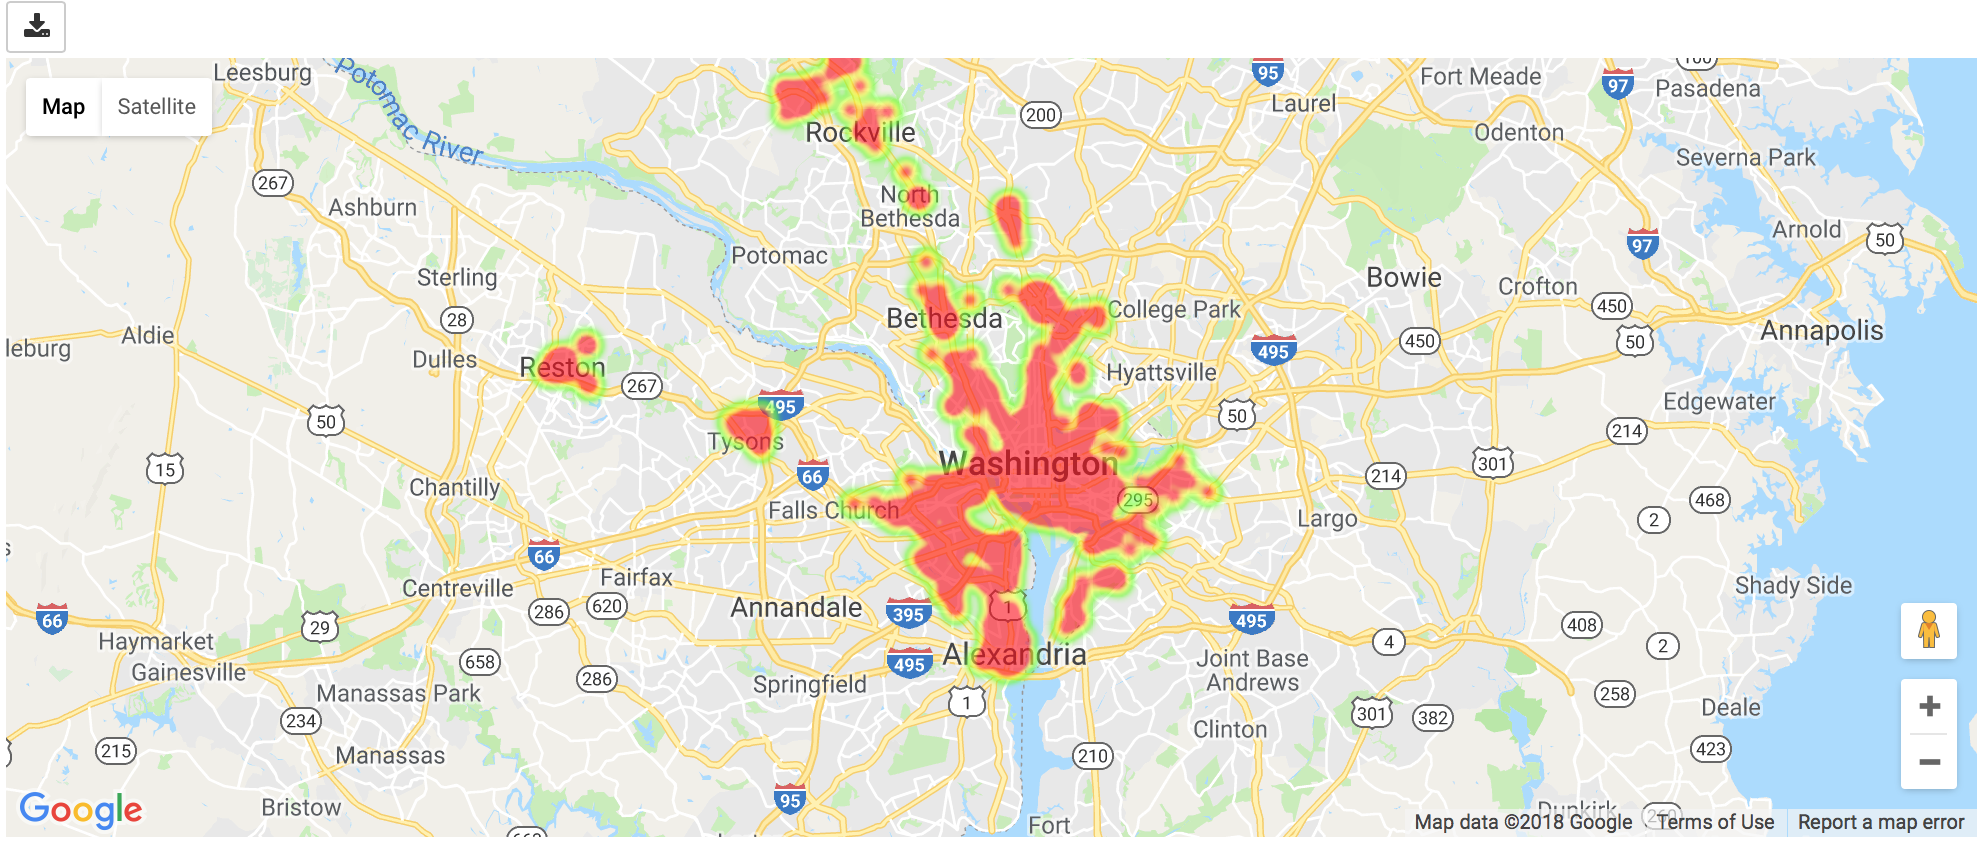 Leesburg
Map
Satellite
Potomac River
95
Fort Meade
97
Pasadena
Laurel
200
Odenton
Rockville
Severna Park
267
Ashburn
North
Bethesda
Arnold
50
97
Potomac
Sterling
Bowie
Crofton
28
Bethesda
College Park
450
Annapolis
Aldie
leburg
Dulles
Reston
495
450
50
267
Hyattsville
495
Edgewater
50
Tysons
50
214
15
66
Washington
301
214
Chantilly
295
468
Falls Church
Largo
2
66
Fairfax
Centreville
Shady Side
286
620
Annandale
395
1
495
66
29
408
Haymarket
4
2
Gainesville
658
495
Alexandria
Joint Base
Andrews
286
Springfield
Manassas Park
258
1
301
382
Deale
234
Clinton
215
Manassas
210
423
95
Google
Bristow
Dunkirk
Fort
Map data ©2018 Google
Terms of Use
Report a map error